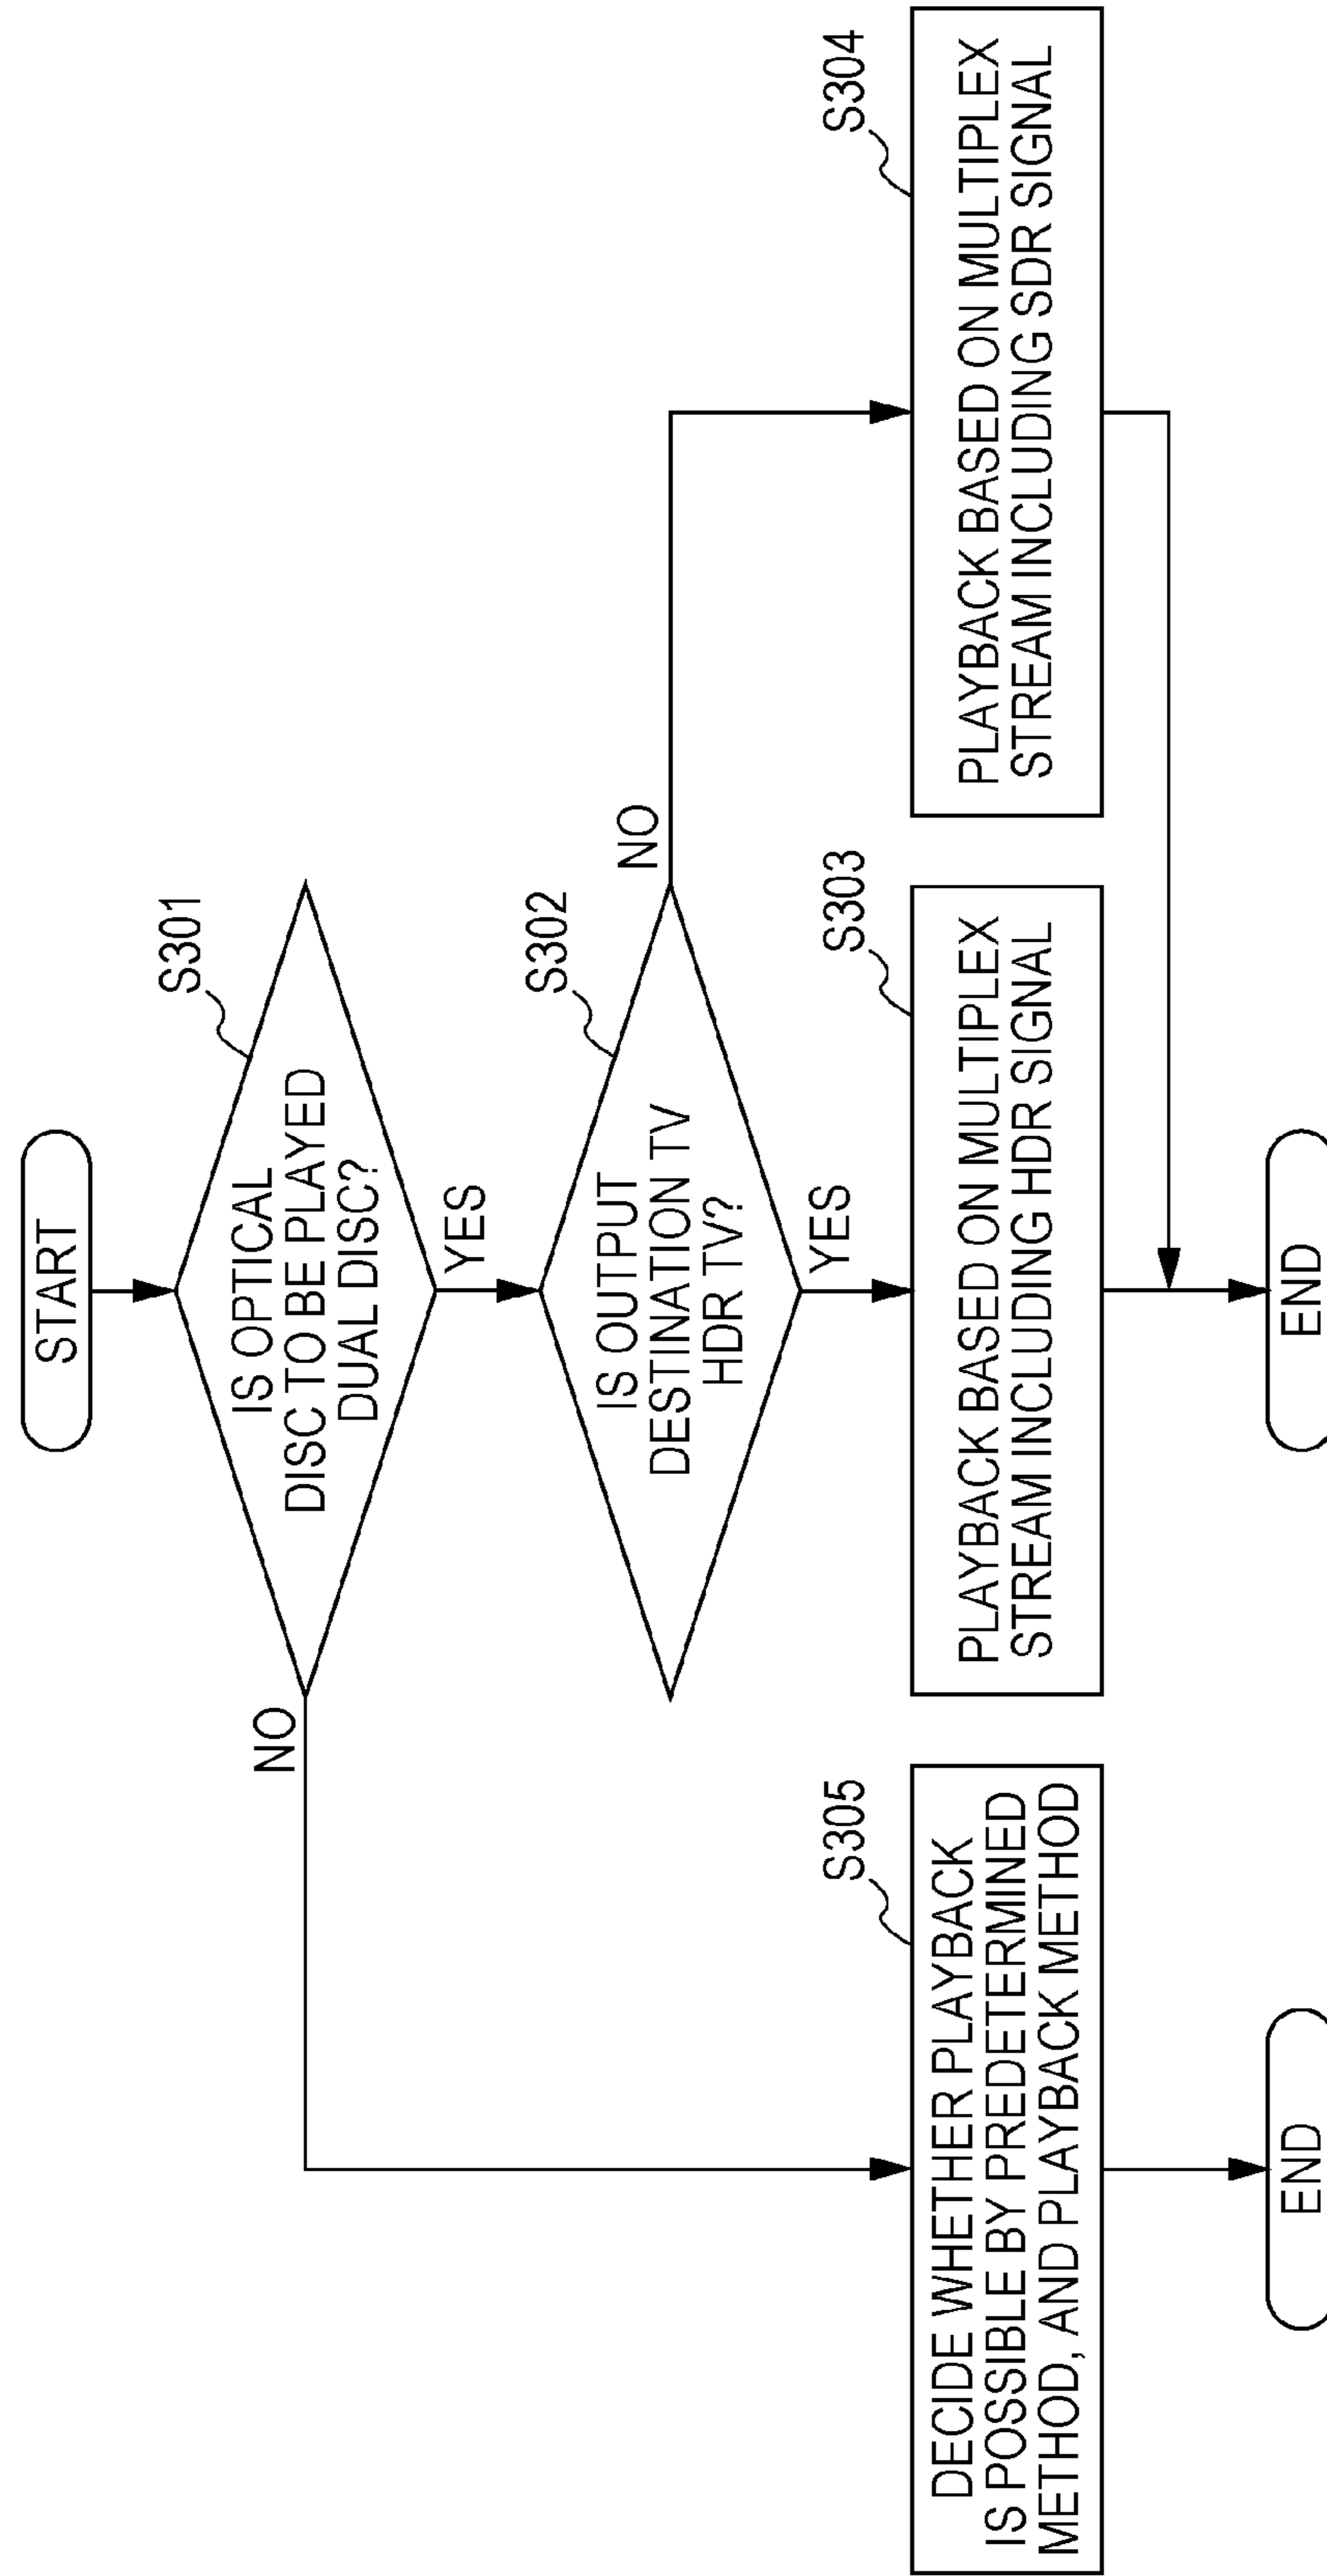 START
S301
IS OPTICAL
DISC TO BE PLAYED
DUAL DISC?
NO
YES
S302
IS OUTPUT
DESTINATION TV
HDR TV?
NO
YES
S305
DECIDE WHETHER PLAYBACK
IS POSSIBLE BY PREDETERMINED
METHOD, AND PLAYBACK METHOD
S303
PLAYBACK BASED ON MULTIPLEX
STREAM INCLUDING HDR SIGNAL
S304
PLAYBACK BASED ON MULTIPLEX
STREAM INCLUDING SDR SIGNAL
END
END